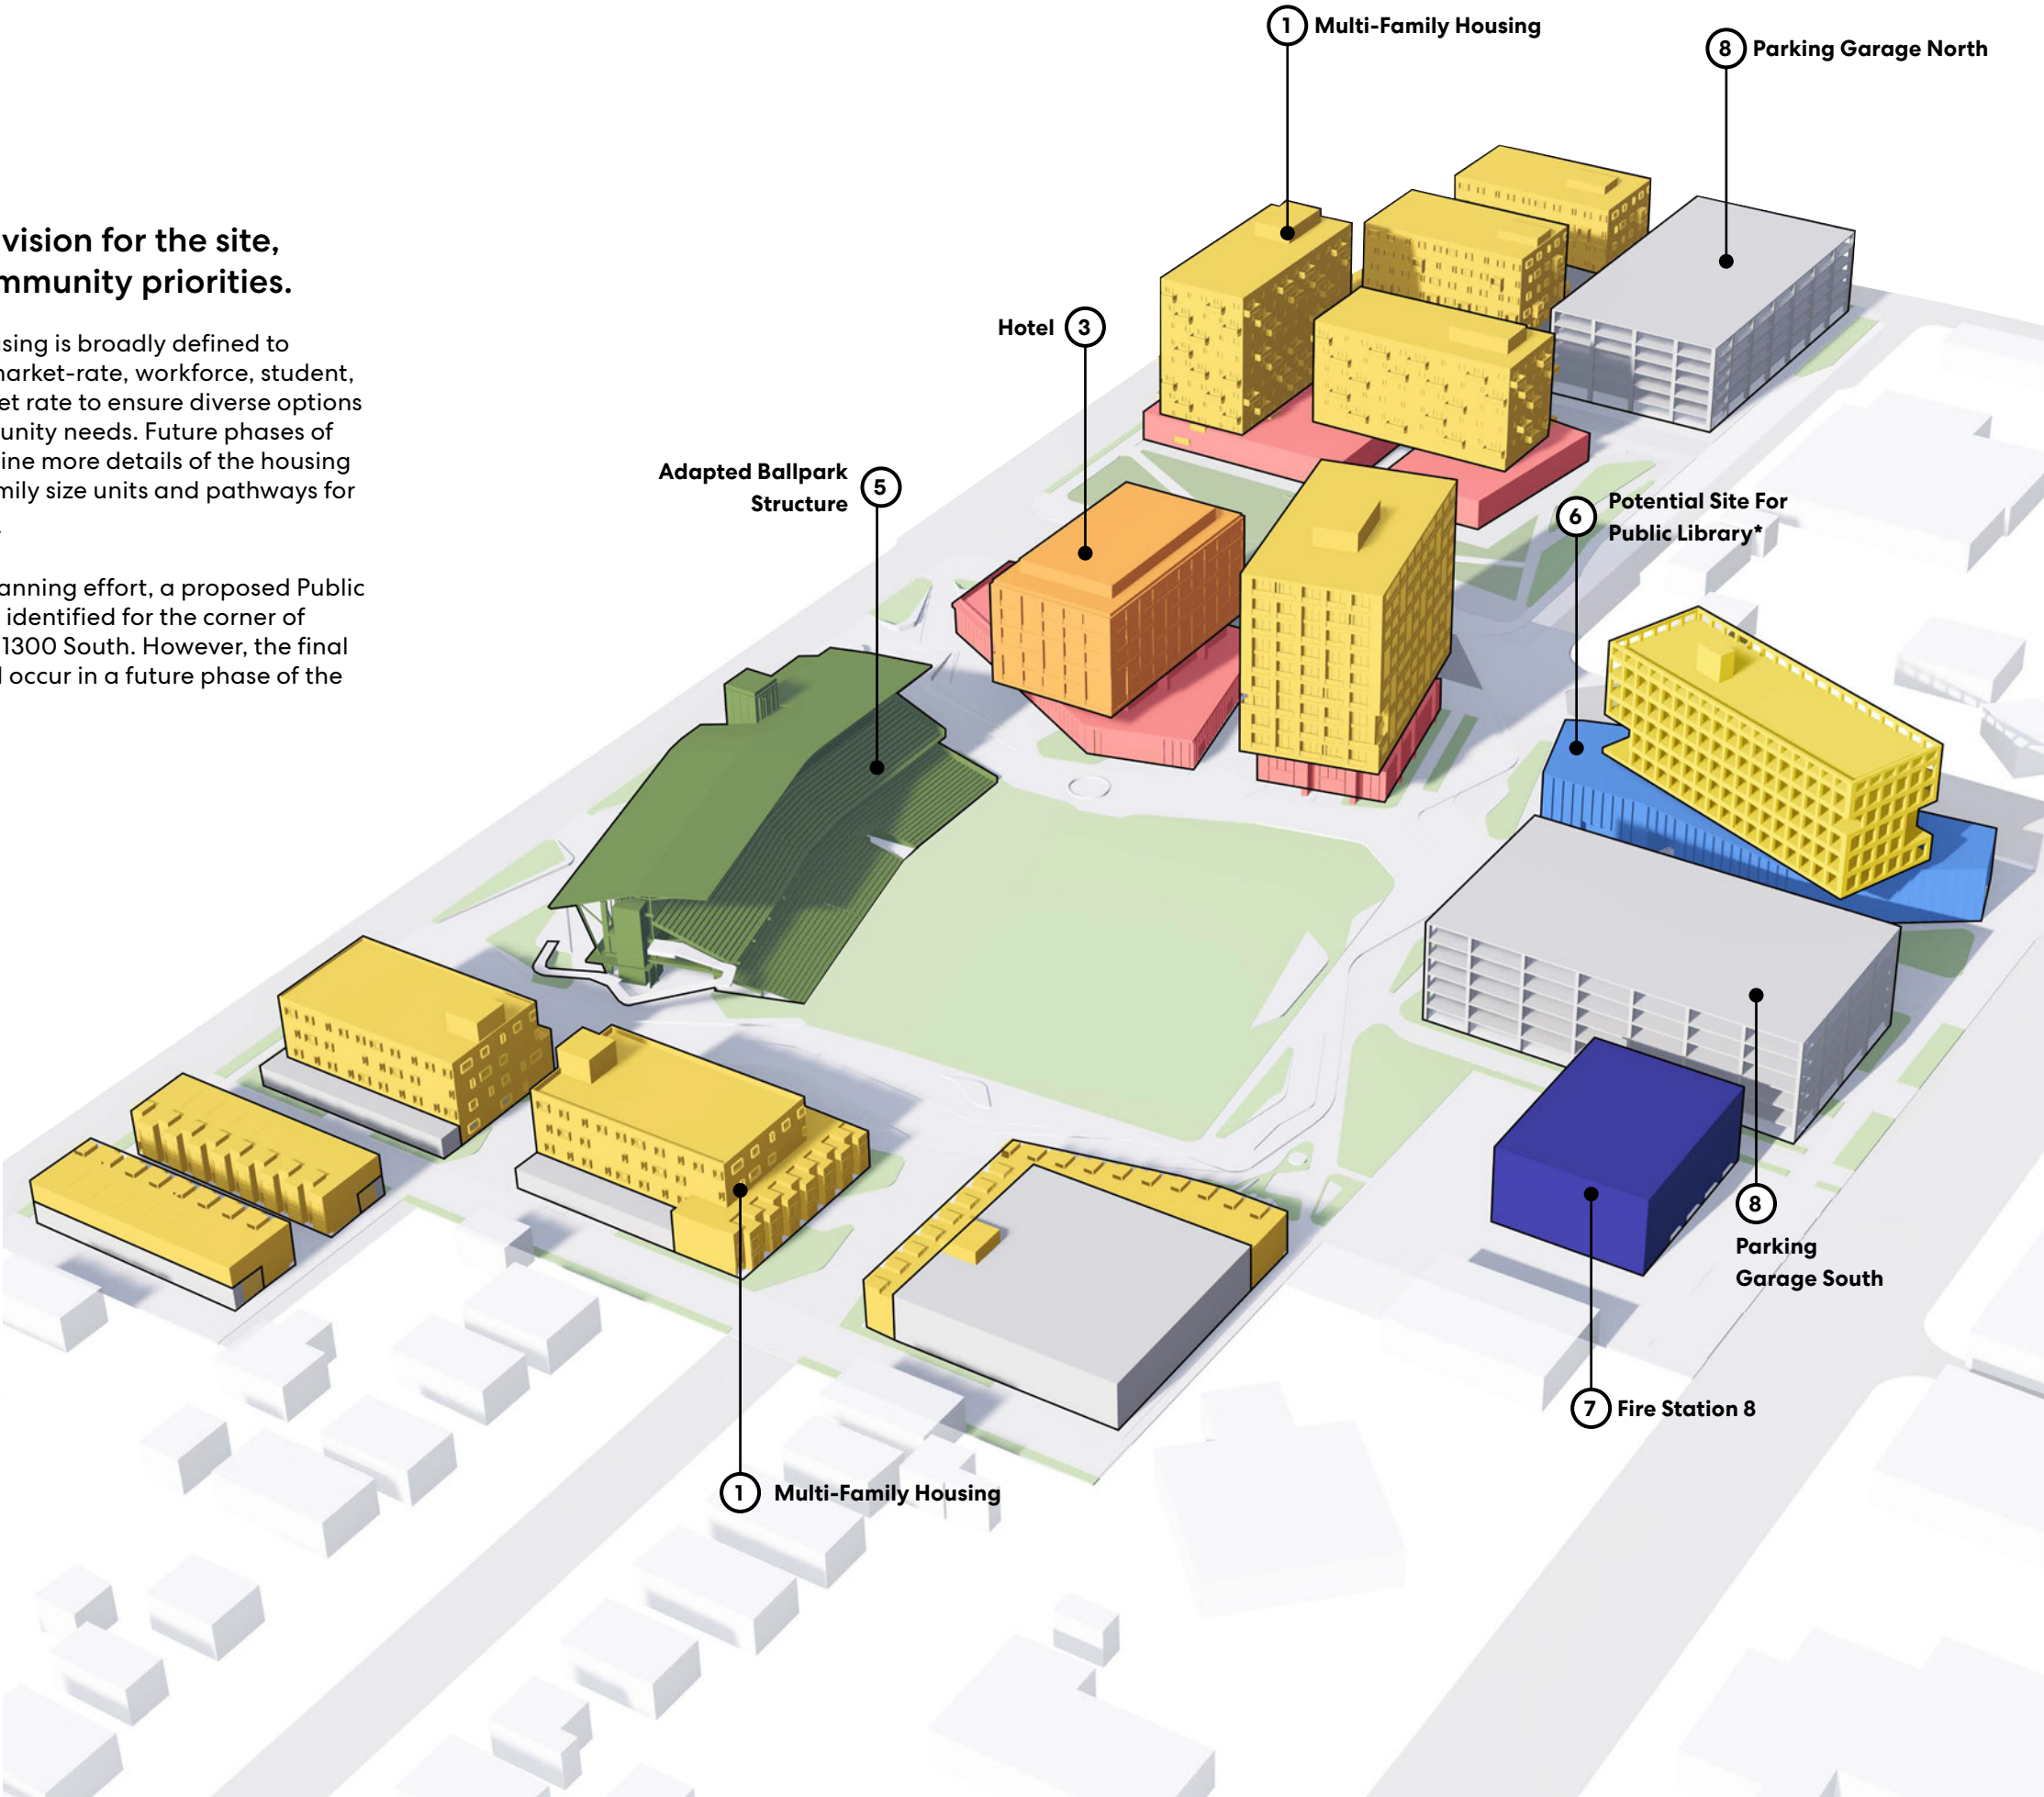 vision for the site,
mmunity priorities.
using is broadly defined to
market-rate, workforce, student,
et rate to ensure diverse options
unity needs. Future phases of
ine more details of the housing
mily size units and pathways for
anning effort, a proposed Public
identified for the corner of
1300 South. However, the final
l occur in a future phase of the
1 Multi-Family Housing
8 Parking Garage North
Hotel 3
Adapted Ballpark
Structure
5
6
Potential Site For
Public Library*
8
Parking
Garage South
7 Fire Station 8
1 Multi-Family Housing